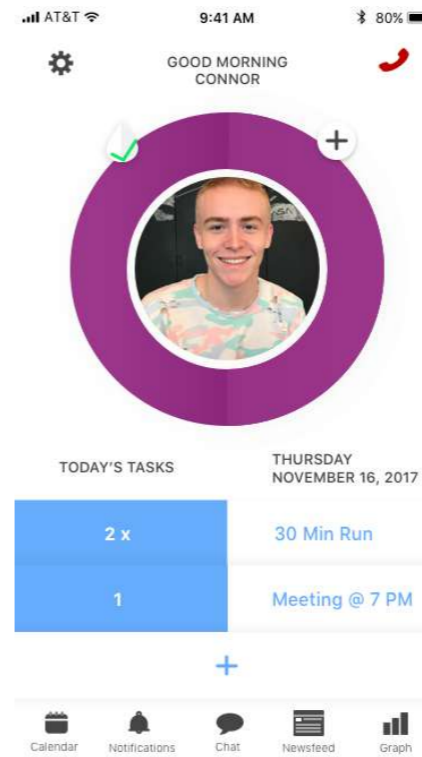 AT&T 9:41 AM 80%
GOOD MORNING
CONNOR
TODAY'S TASKS
THURSDAY
NOVEMBER 16, 2017
2 x 30 Min Run
1 Meeting @ 7 PM
Calendar Notifications Chat Newsfeed Graph